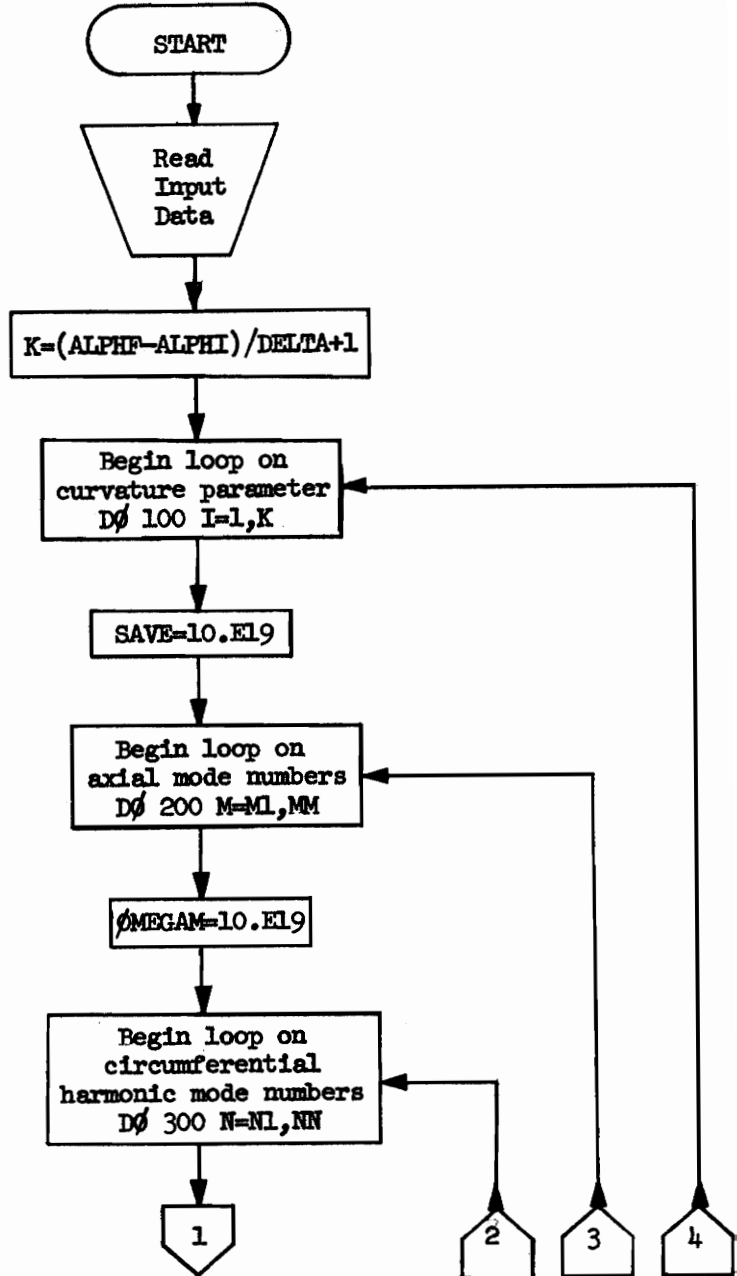 START
Read
Input
Data
K=(ALPHF-ALPHI)/DELTA+1
Begin loop on
curvature parameter
DØ 100 I=1,K
SAVE=10.E19
Begin loop on
axial mode numbers
DØ 200 M=M1,MM
ØMEGAM=10.E19
Begin loop on
circumferential
harmonic mode numbers
DØ 300 N=N1,NN
1
2
3
4